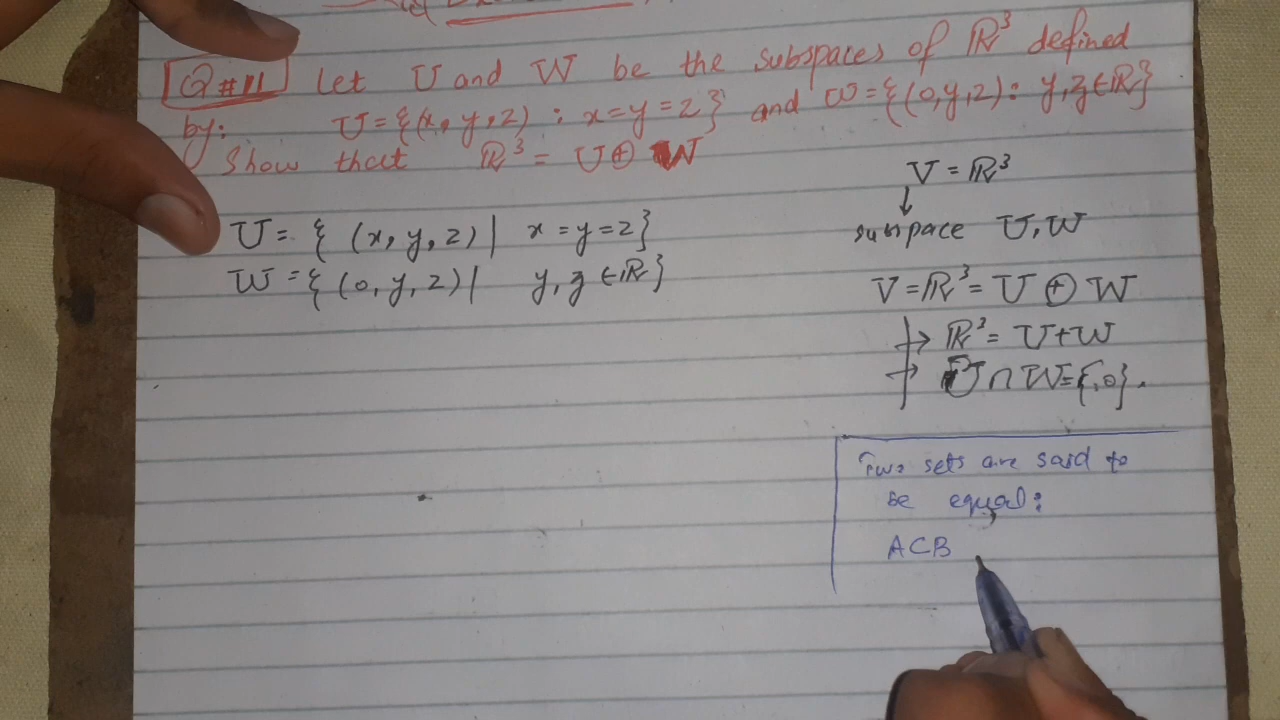 Q#11 Let U and W be the subspaces of ℝ³ defined
by: U={(x,y,z) : x=y=z} and W={(0,y,z): y,z∈ℝ}
Show that ℝ³ = U⊕W
V=ℝ³
subspace U,W
U={(x,y,z)| x=y=z}
W={(0,y,z)| y,z∈ℝ}
V=ℝ³=U⊕W
→ℝ³=U+W
→U∩W={0}.
Two sets are said to
be equal:
A⊂B